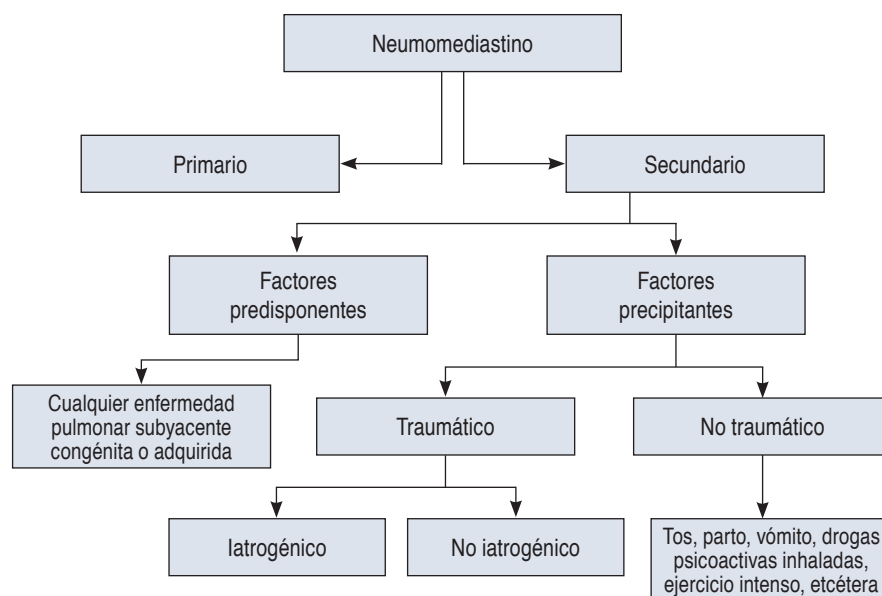 Neumomediastino
Primario
Secundario
Factores
predisponentes
Factores
precipitantes
Cualquier enfermedad
pulmonar subyacente
congénita o adquirida
Traumático
No traumático
Iatrogénico
No iatrogénico
Tos, parto, vómito, drogas
psicoactivas inhaladas,
ejercicio intenso, etcétera